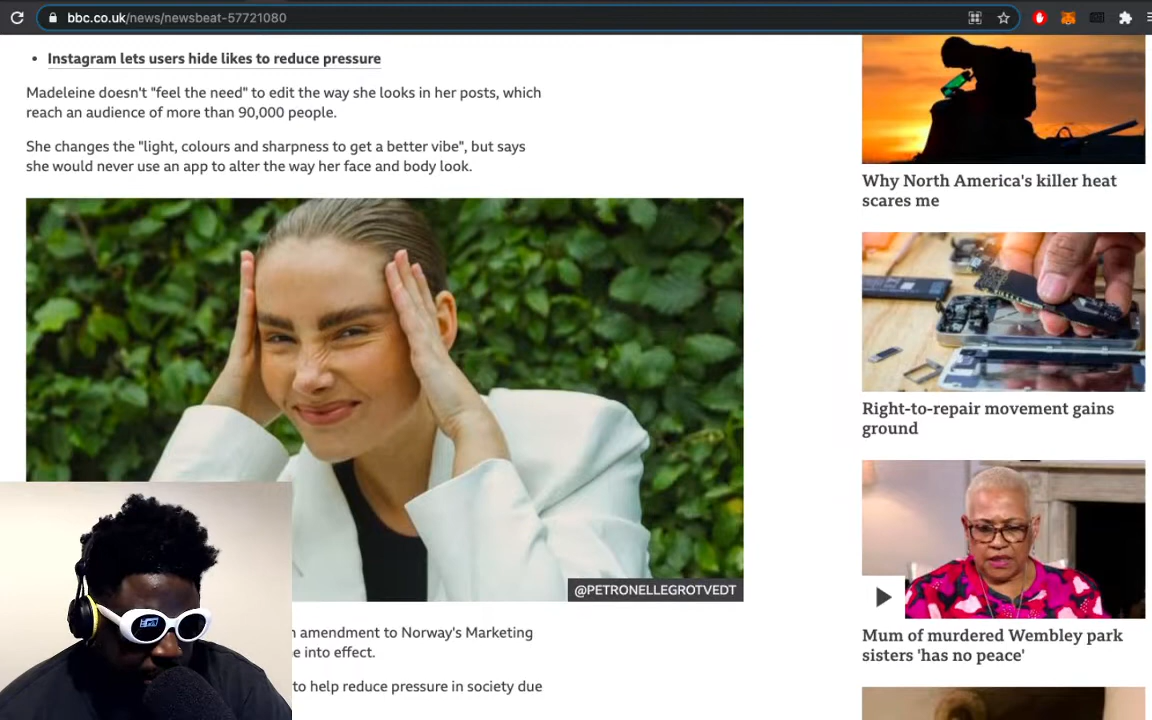 bbc.co.uk/news/newsbeat-57721080
Instagram lets users hide likes to reduce pressure
Madeleine doesn't "feel the need" to edit the way she looks in her posts, which
reach an audience of more than 90,000 people.
She changes the "light, colours and sharpness to get a better vibe", but says
she would never use an app to alter the way her face and body look.
@PETRONELLEGROTVEDT
amendment to Norway's Marketing
into effect.
to help reduce pressure in society due
Why North America's killer heat
scares me
Right-to-repair movement gains
ground
Mum of murdered Wembley park
sisters 'has no peace'